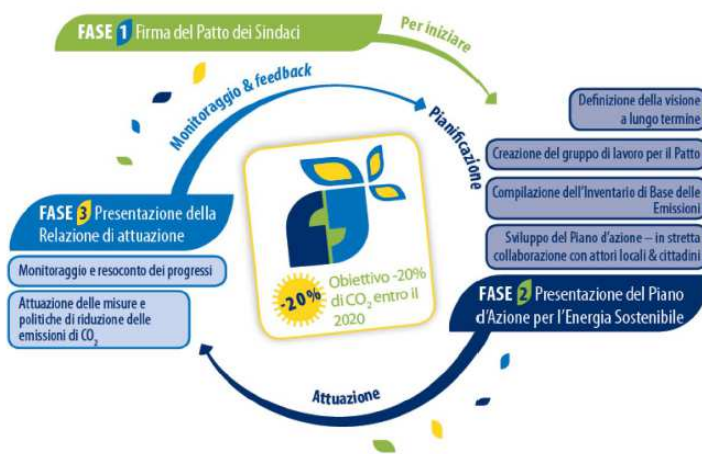 FASE 1 Firma del Patto dei Sindaci
Per iniziare
Monitoraggio & feedback
Pianificazione
Definizione della visione
a lungo termine
Creazione del gruppo di lavoro per il Patto
Compilazione dell'Inventario di Base delle
Emissioni
Sviluppo del Piano d'azione – in stretta
collaborazione con attori locali & cittadini
FASE 2 Presentazione del Piano
d'Azione per l'Energia Sostenibile
FASE 3 Presentazione della
Relazione di attuazione
Monitoraggio e resoconto dei progressi
Attuazione delle misure e
politiche di riduzione delle
emissioni di CO₂
-20%
Obiettivo -20%
di CO₂ entro il
2020
Attuazione